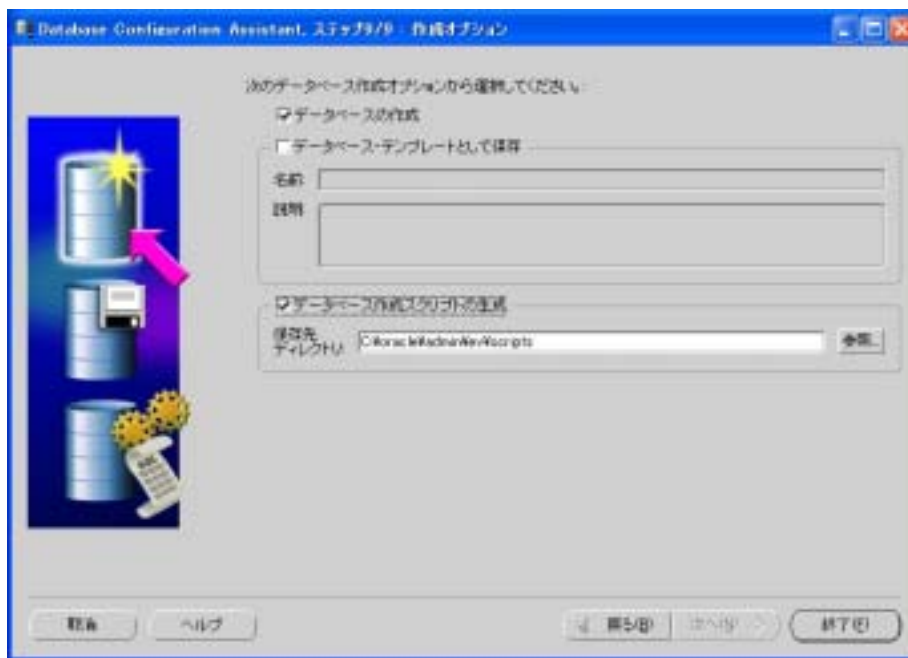 Database Configuration Assistant, ステップ9/9 : 作成オプション
次のデータベース作成オプションから選択してください:
データベースの作成
データベース・テンプレートとして保存
名前
説明
データベース作成スクリプトの生成
保存先
ディレクトリ
参照...
取消
ヘルプ
戻る(B)
次へ(N)
終了(F)